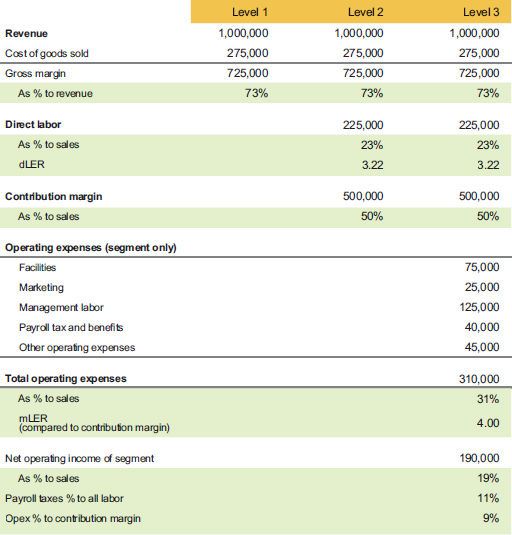 Level 1 Level 2 Level 3
Revenue 1,000,000 1,000,000 1,000,000
Cost of goods sold 275,000 275,000 275,000
Gross margin 725,000 725,000 725,000
As % to revenue 73% 73% 73%
Direct labor 225,000 225,000
As % to sales 23% 23%
dLER 3.22 3.22
Contribution margin 500,000 500,000
As % to sales 50% 50%
Operating expenses (segment only)
Facilities 75,000
Marketing 25,000
Management labor 125,000
Payroll tax and benefits 40,000
Other operating expenses 45,000
Total operating expenses 310,000
As % to sales 31%
mLER
(compared to contribution margin) 4.00
Net operating income of segment 190,000
As % to sales 19%
Payroll taxes % to all labor 11%
Opex % to contribution margin 9%